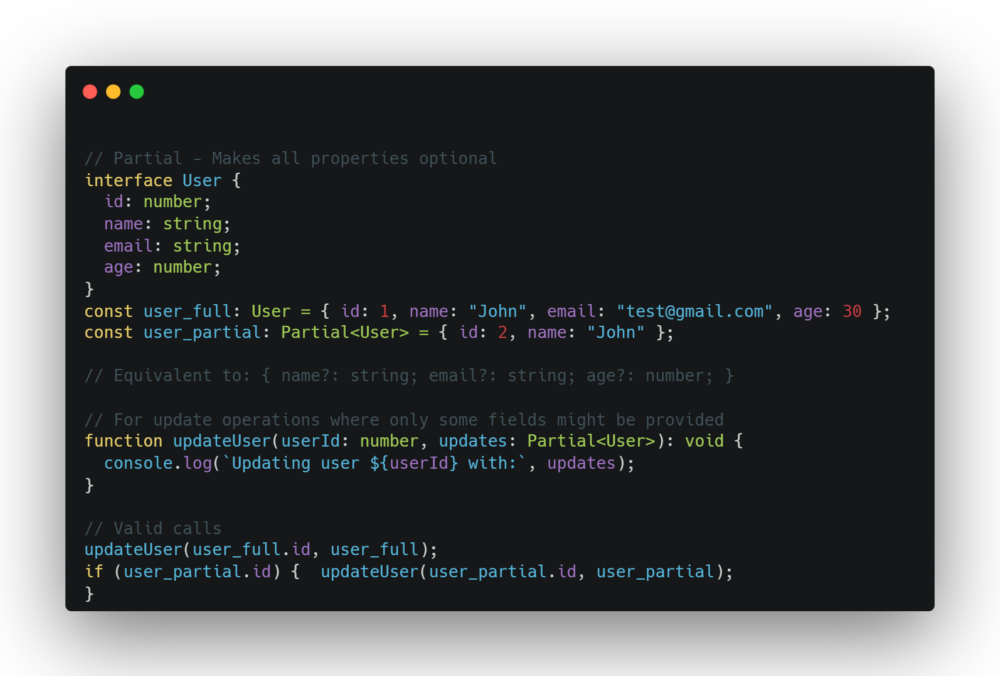 // Partial - Makes all properties optional
interface User {
  id: number;
  name: string;
  email: string;
  age: number;
}
const user_full: User = { id: 1, name: "John", email: "test@gmail.com", age: 30 };
const user_partial: Partial<User> = { id: 2, name: "John" };
// Equivalent to: { name?: string; email?: string; age?: number; }
// For update operations where only some fields might be provided
function updateUser(userId: number, updates: Partial<User>): void {
  console.log(`Updating user ${userId} with:`, updates);
}
// Valid calls
updateUser(user_full.id, user_full);
if (user_partial.id) {  updateUser(user_partial.id, user_partial);
}